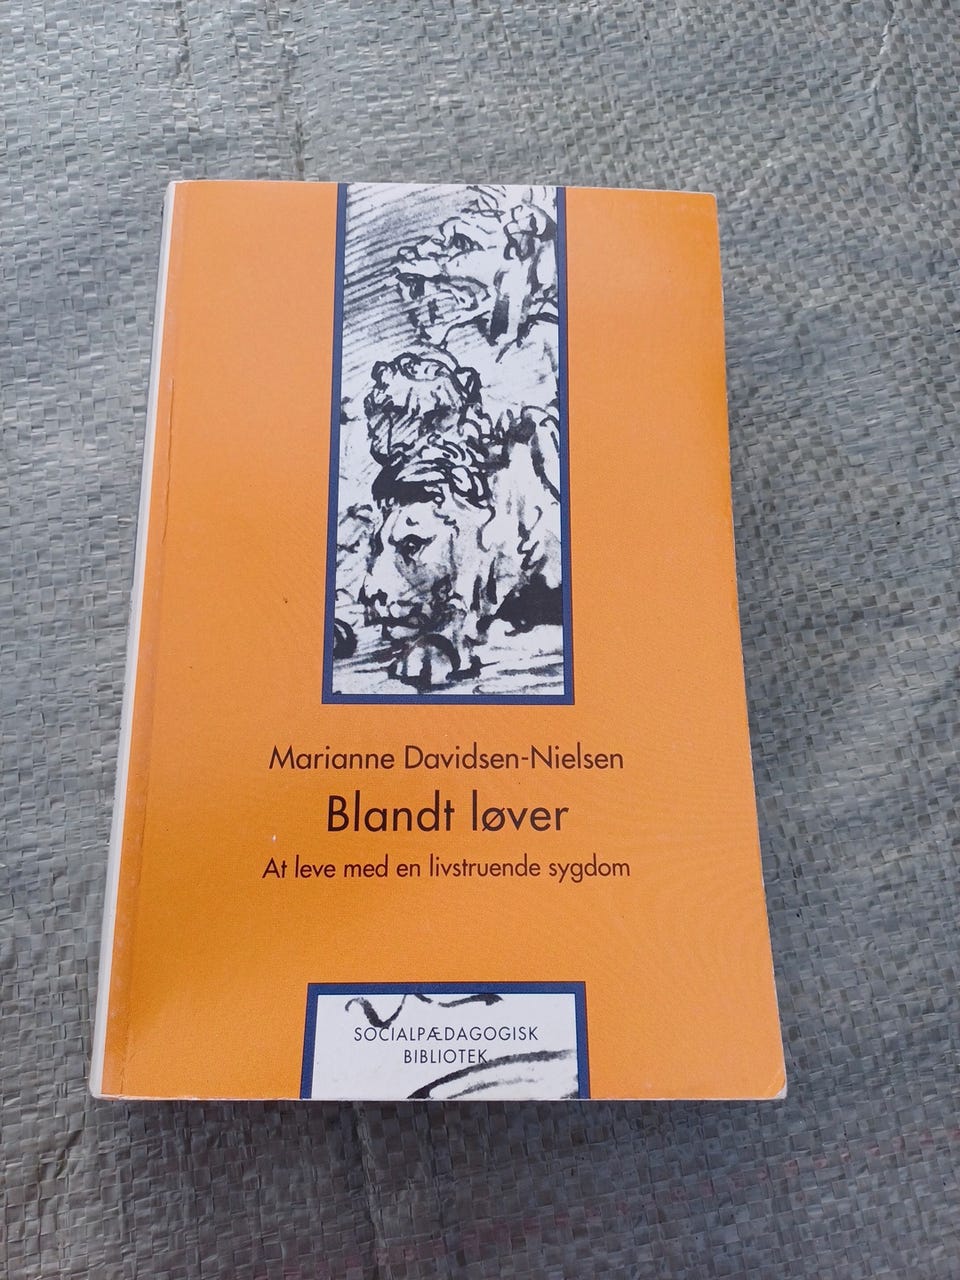 Marianne Davidsen-Nielsen
Blandt løver
At leve med en livstruende sygdom
SOCIALPÆDAGOGISK
BIBLIOTEK